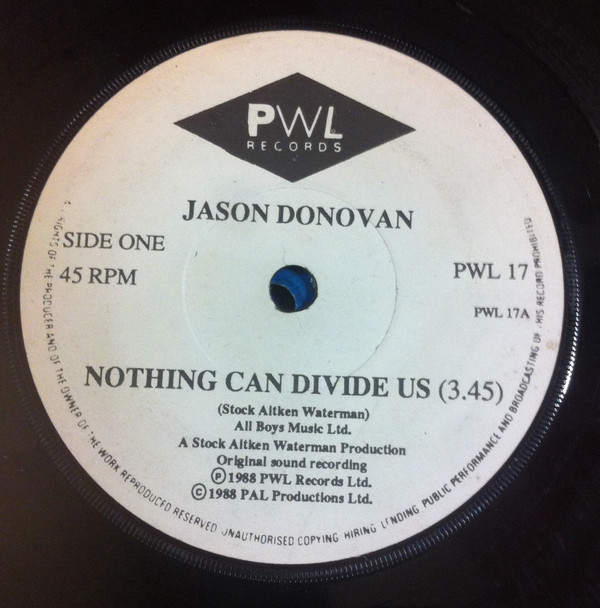 PWL
RECORDS
JASON DONOVAN
SIDE ONE
45 RPM
PWL 17
PWL 17A
NOTHING CAN DIVIDE US (3.45)
(Stock Aitken Waterman)
All Boys Music Ltd.
A Stock Aitken Waterman Production
Original sound recording
Ⓟ 1988 PWL Records Ltd.
© 1988 PAL Productions Ltd.
RIGHTS OF THE PRODUCER AND OF THE OWNER OF THE WORK REPRODUCED RESERVED UNAUTHORISED COPYING HIRING LENDING PUBLIC PERFORMANCE AND BROADCASTING OF THIS RECORD PROHIBITED